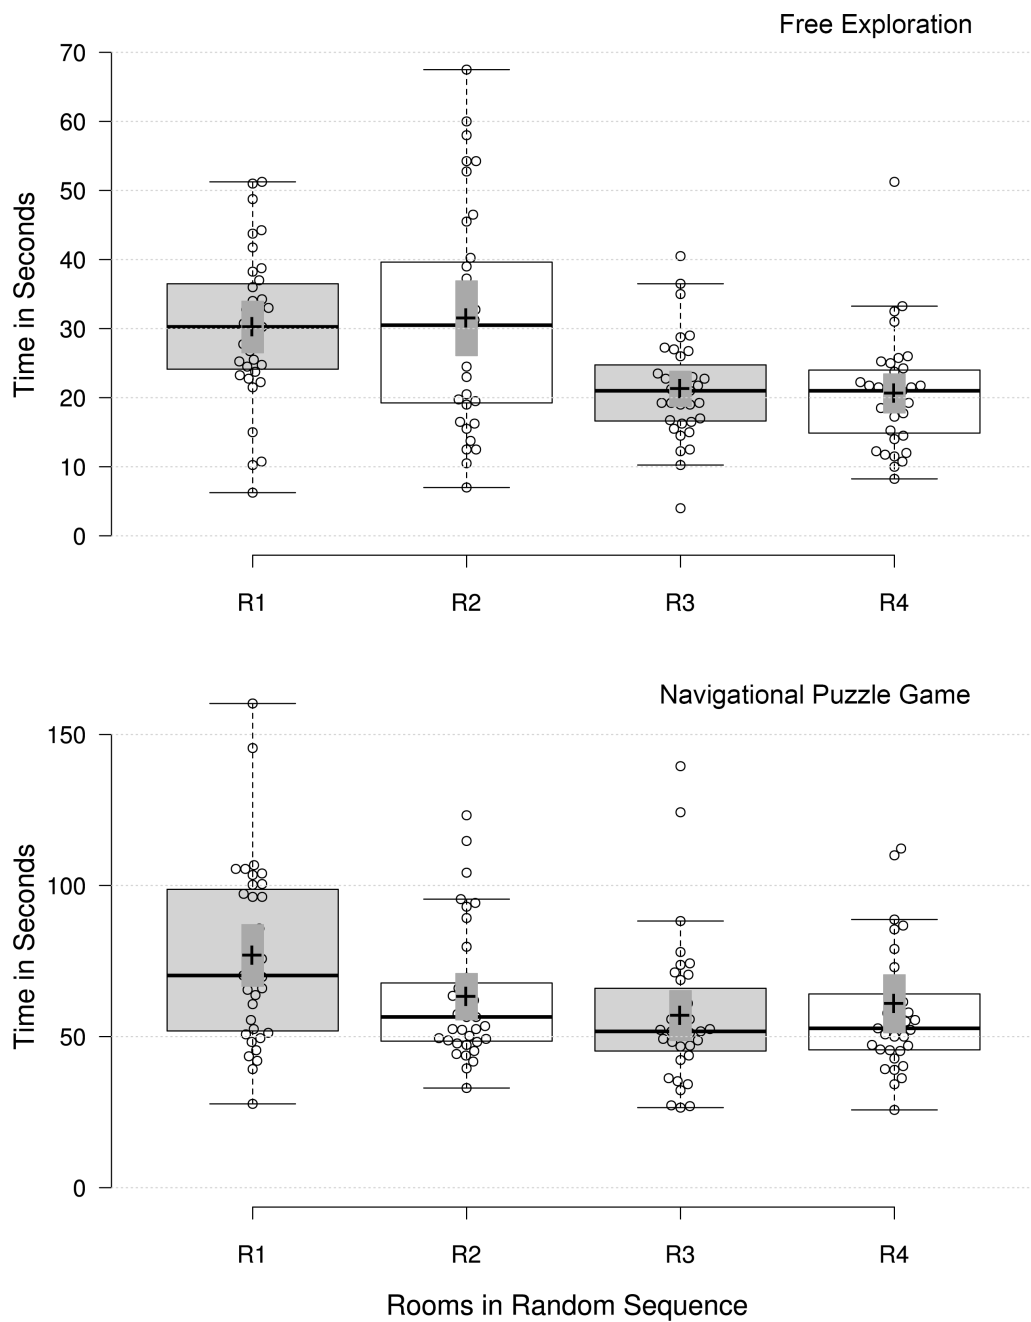 Free Exploration
Time in Seconds
70
60
50
40
30
20
10
0
R1 R2 R3 R4
Navigational Puzzle Game
Time in Seconds
150
100
50
0
R1 R2 R3 R4
Rooms in Random Sequence